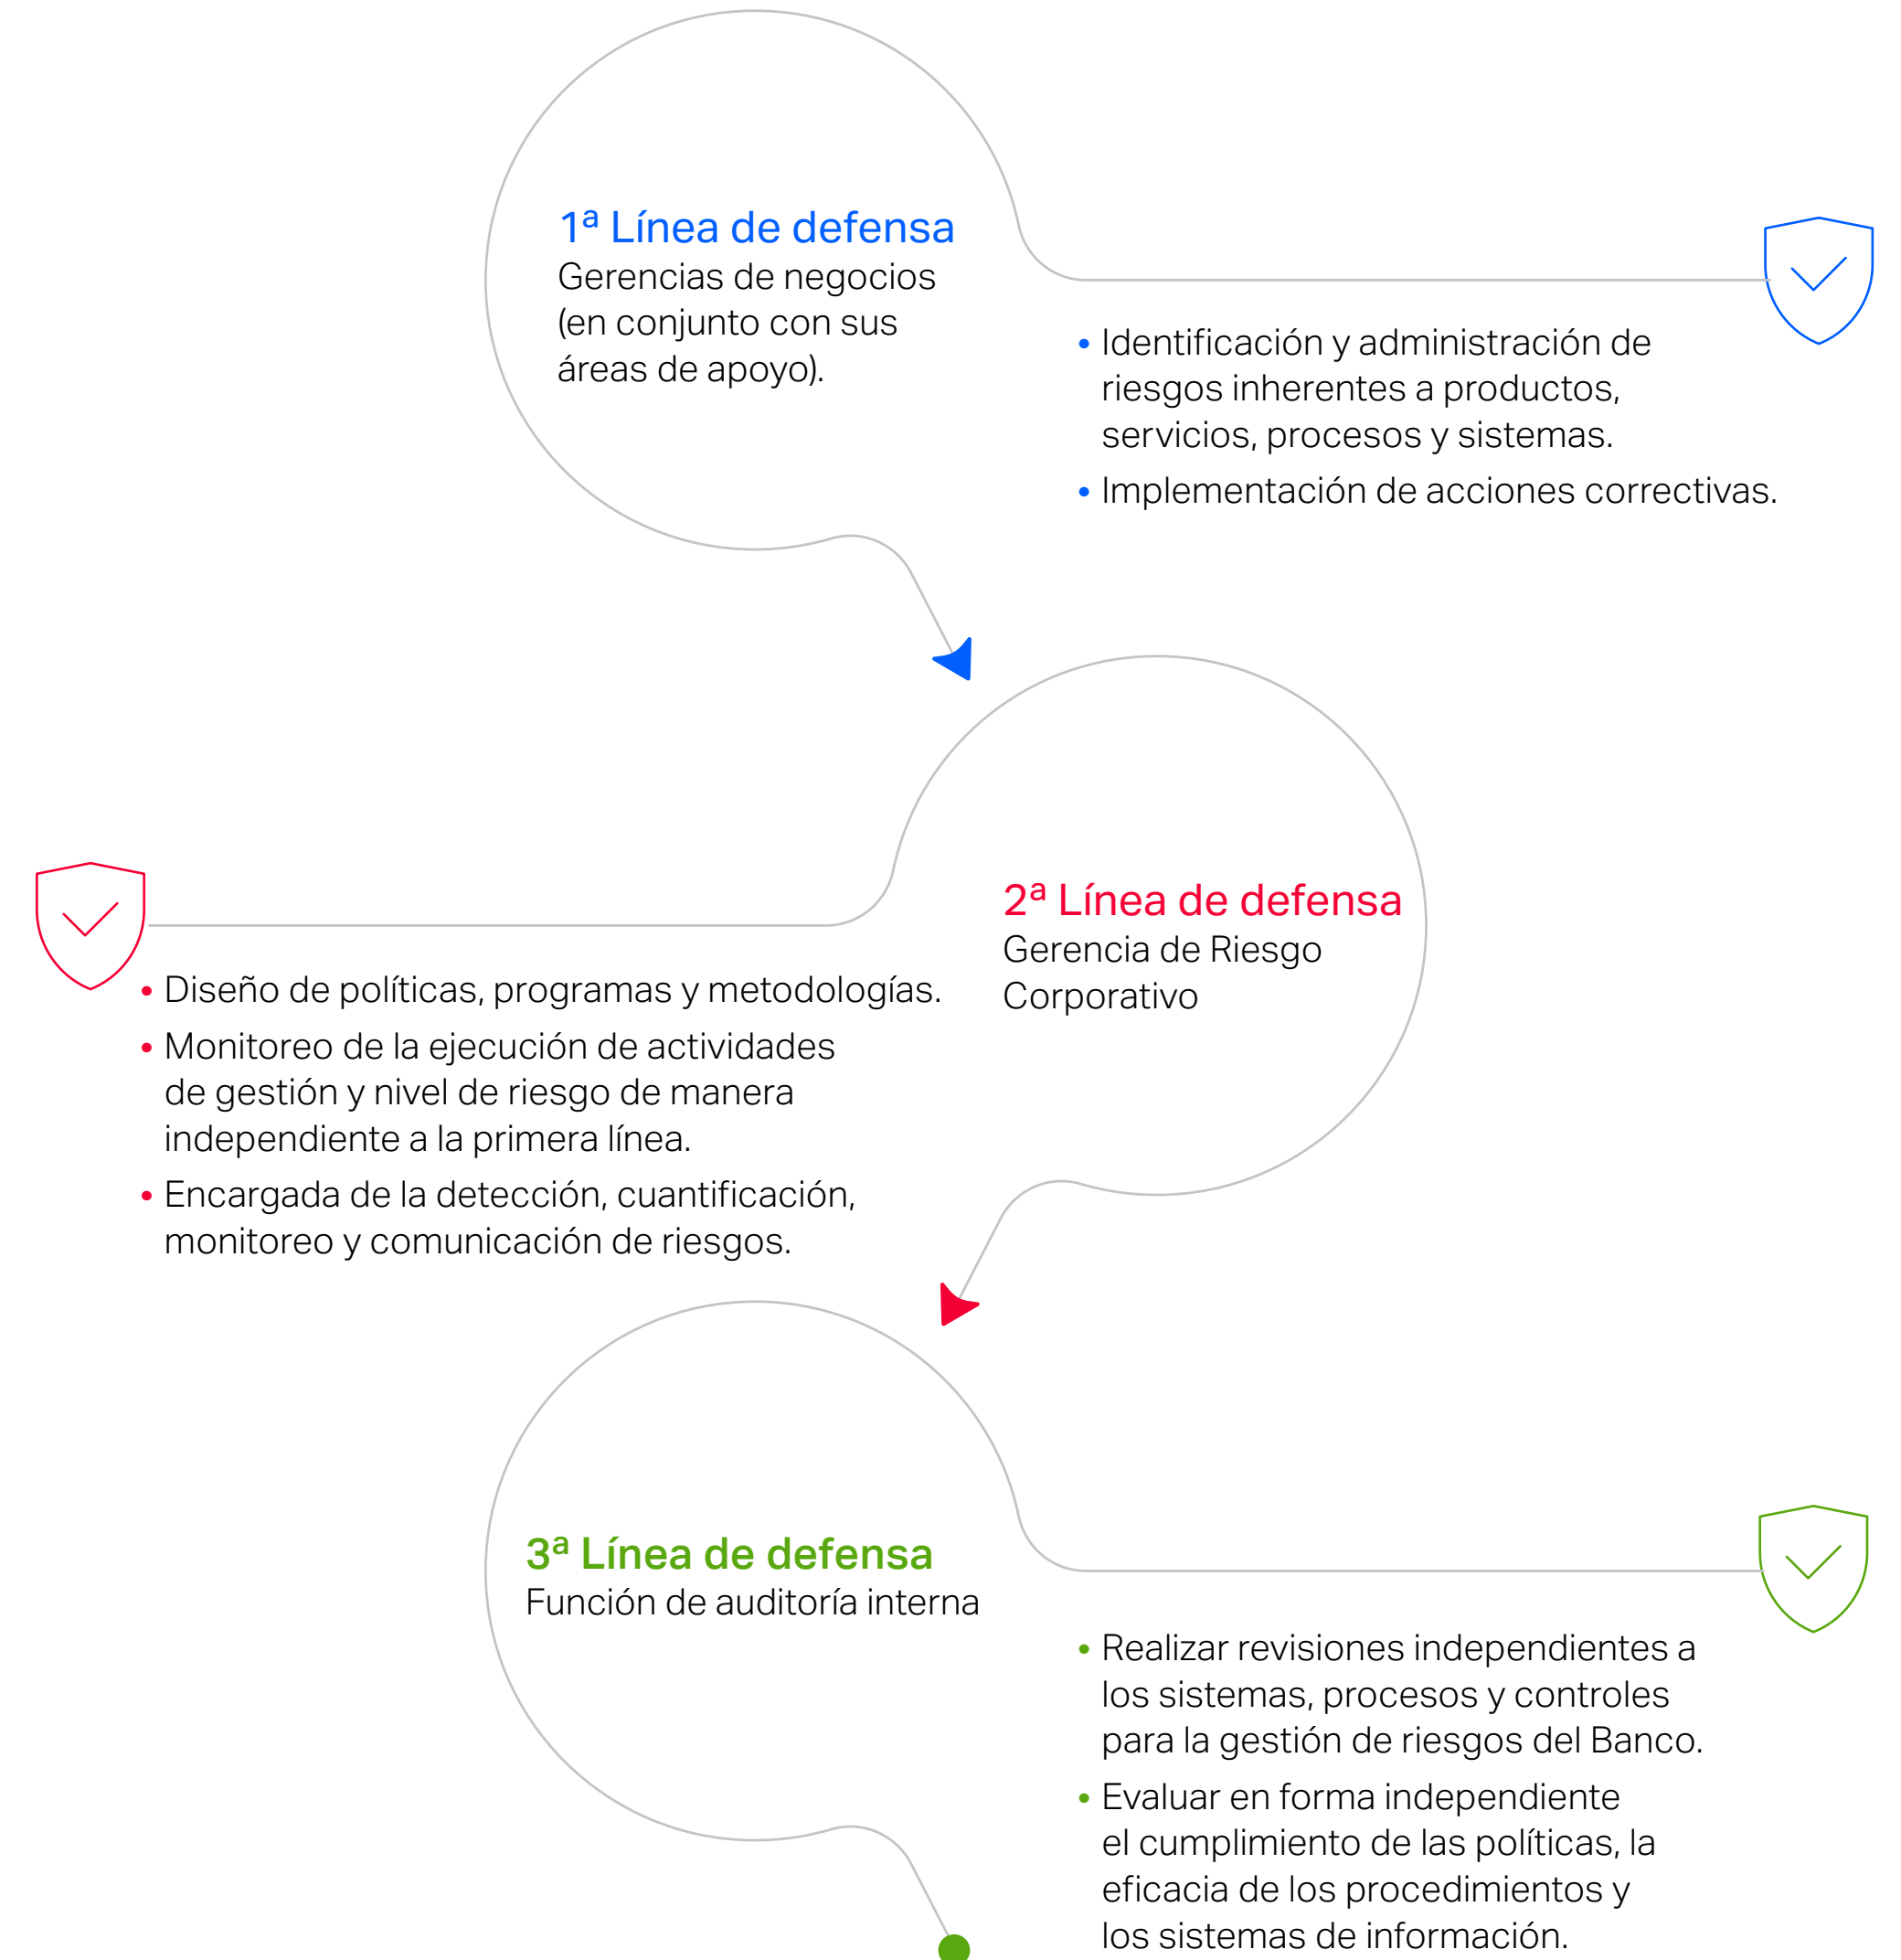 1ª Línea de defensa
Gerencias de negocios
(en conjunto con sus
áreas de apoyo).
• Identificación y administración de
riesgos inherentes a productos,
servicios, procesos y sistemas.
• Implementación de acciones correctivas.
2ª Línea de defensa
Gerencia de Riesgo
Corporativo
• Diseño de políticas, programas y metodologías.
• Monitoreo de la ejecución de actividades
de gestión y nivel de riesgo de manera
independiente a la primera línea.
• Encargada de la detección, cuantificación,
monitoreo y comunicación de riesgos.
3ª Línea de defensa
Función de auditoría interna
• Realizar revisiones independientes a
los sistemas, procesos y controles
para la gestión de riesgos del Banco.
• Evaluar en forma independiente
el cumplimiento de las políticas, la
eficacia de los procedimientos y
los sistemas de información.